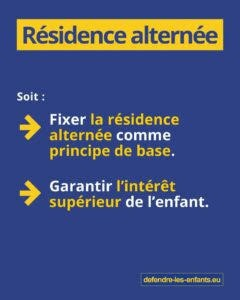 Résidence alternée
Soit :
Fixer la résidence
alternée comme
principe de base.
Garantir l’intérêt
supérieur de l’enfant.
defendre-les-enfants.eu